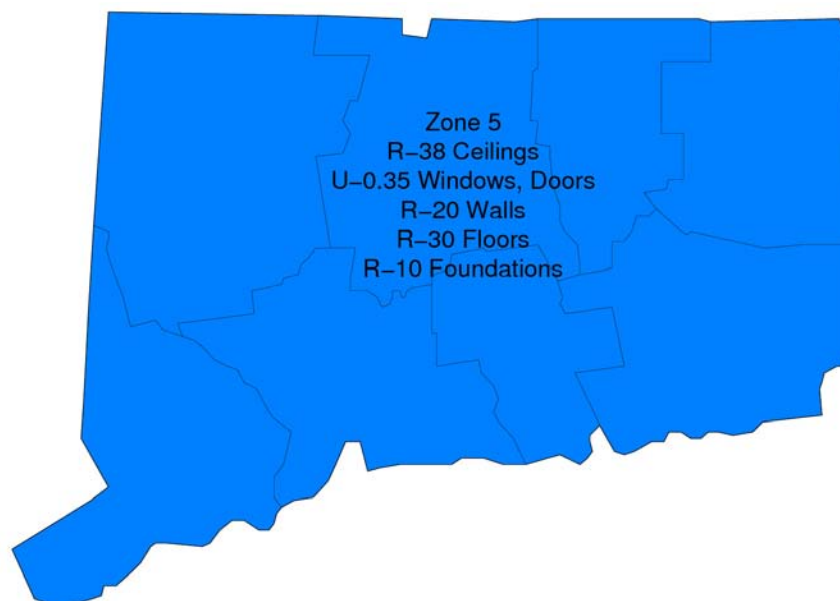 Zone 5
R−38 Ceilings
U−0.35 Windows, Doors
R−20 Walls
R−30 Floors
R−10 Foundations